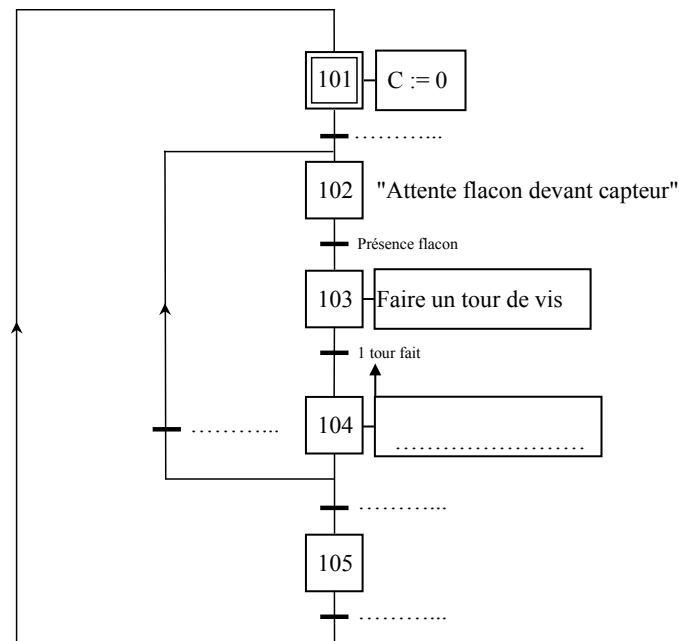 101
C := 0
………...
102 "Attente flacon devant capteur"
Présence flacon
103 Faire un tour de vis
1 tour fait
………... 104 ……………………
………...
105
………...